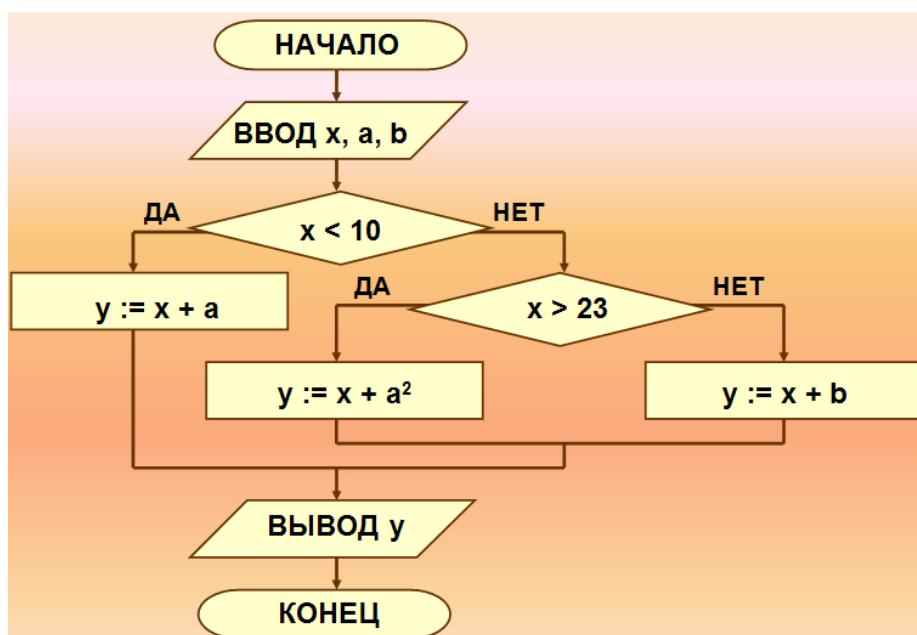 НАЧАЛО
ВВОД x, a, b
ДА
НЕТ
x < 10
y := x + a
ДА
НЕТ
x > 23
y := x + a²
y := x + b
ВЫВОД y
КОНЕЦ